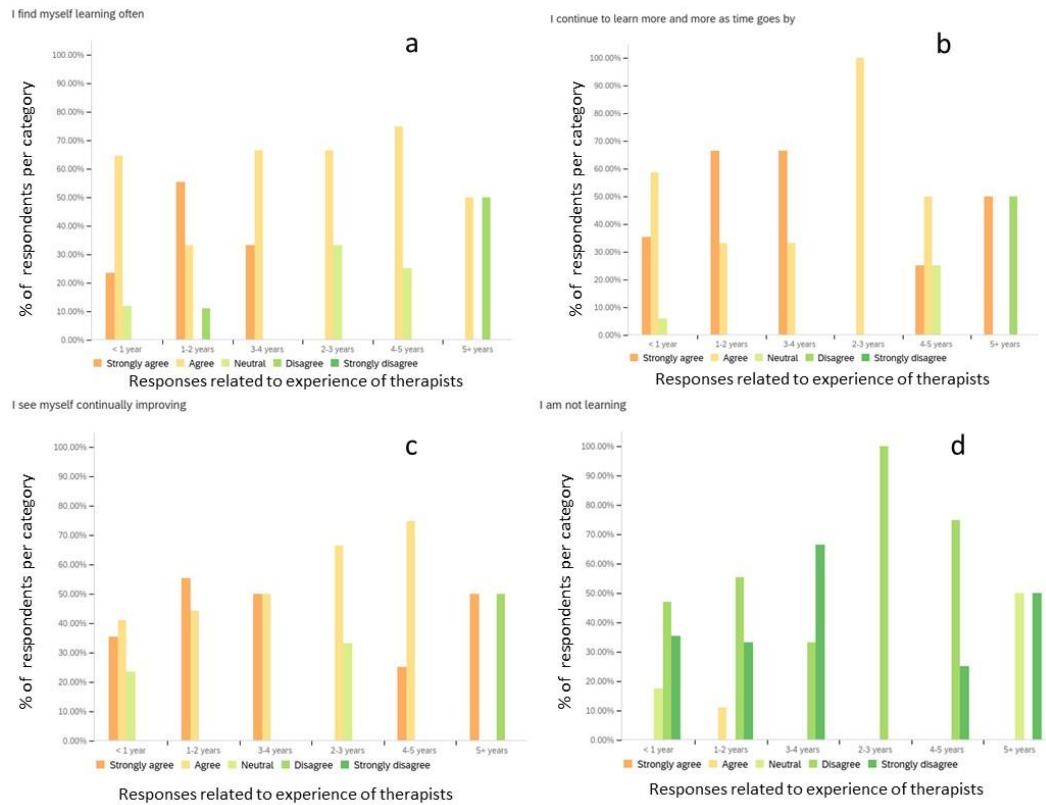 I find myself learning often
a
% of respondents per category
100.00%
90.00%
80.00%
70.00%
60.00%
50.00%
40.00%
30.00%
20.00%
10.00%
0.00%
< 1 year 1-2 years 3-4 years 2-3 years 4-5 years 5+ years
Strongly agree Agree Neutral Disagree Strongly disagree
Responses related to experience of therapists
I continue to learn more and more as time goes by
b
% of respondents per category
100.00%
90.00%
80.00%
70.00%
60.00%
50.00%
40.00%
30.00%
20.00%
10.00%
0.00%
< 1 year 1-2 years 3-4 years 2-3 years 4-5 years 5+ years
Strongly agree Agree Neutral Disagree Strongly disagree
Responses related to experience of therapists
I see myself continually improving
c
% of respondents per category
100.00%
90.00%
80.00%
70.00%
60.00%
50.00%
40.00%
30.00%
20.00%
10.00%
0.00%
< 1 year 1-2 years 3-4 years 2-3 years 4-5 years 5+ years
Strongly agree Agree Neutral Disagree Strongly disagree
Responses related to experience of therapists
I am not learning
d
% of respondents per category
100.00%
90.00%
80.00%
70.00%
60.00%
50.00%
40.00%
30.00%
20.00%
10.00%
0.00%
< 1 year 1-2 years 3-4 years 2-3 years 4-5 years 5+ years
Strongly agree Agree Neutral Disagree Strongly disagree
Responses related to experience of therapists